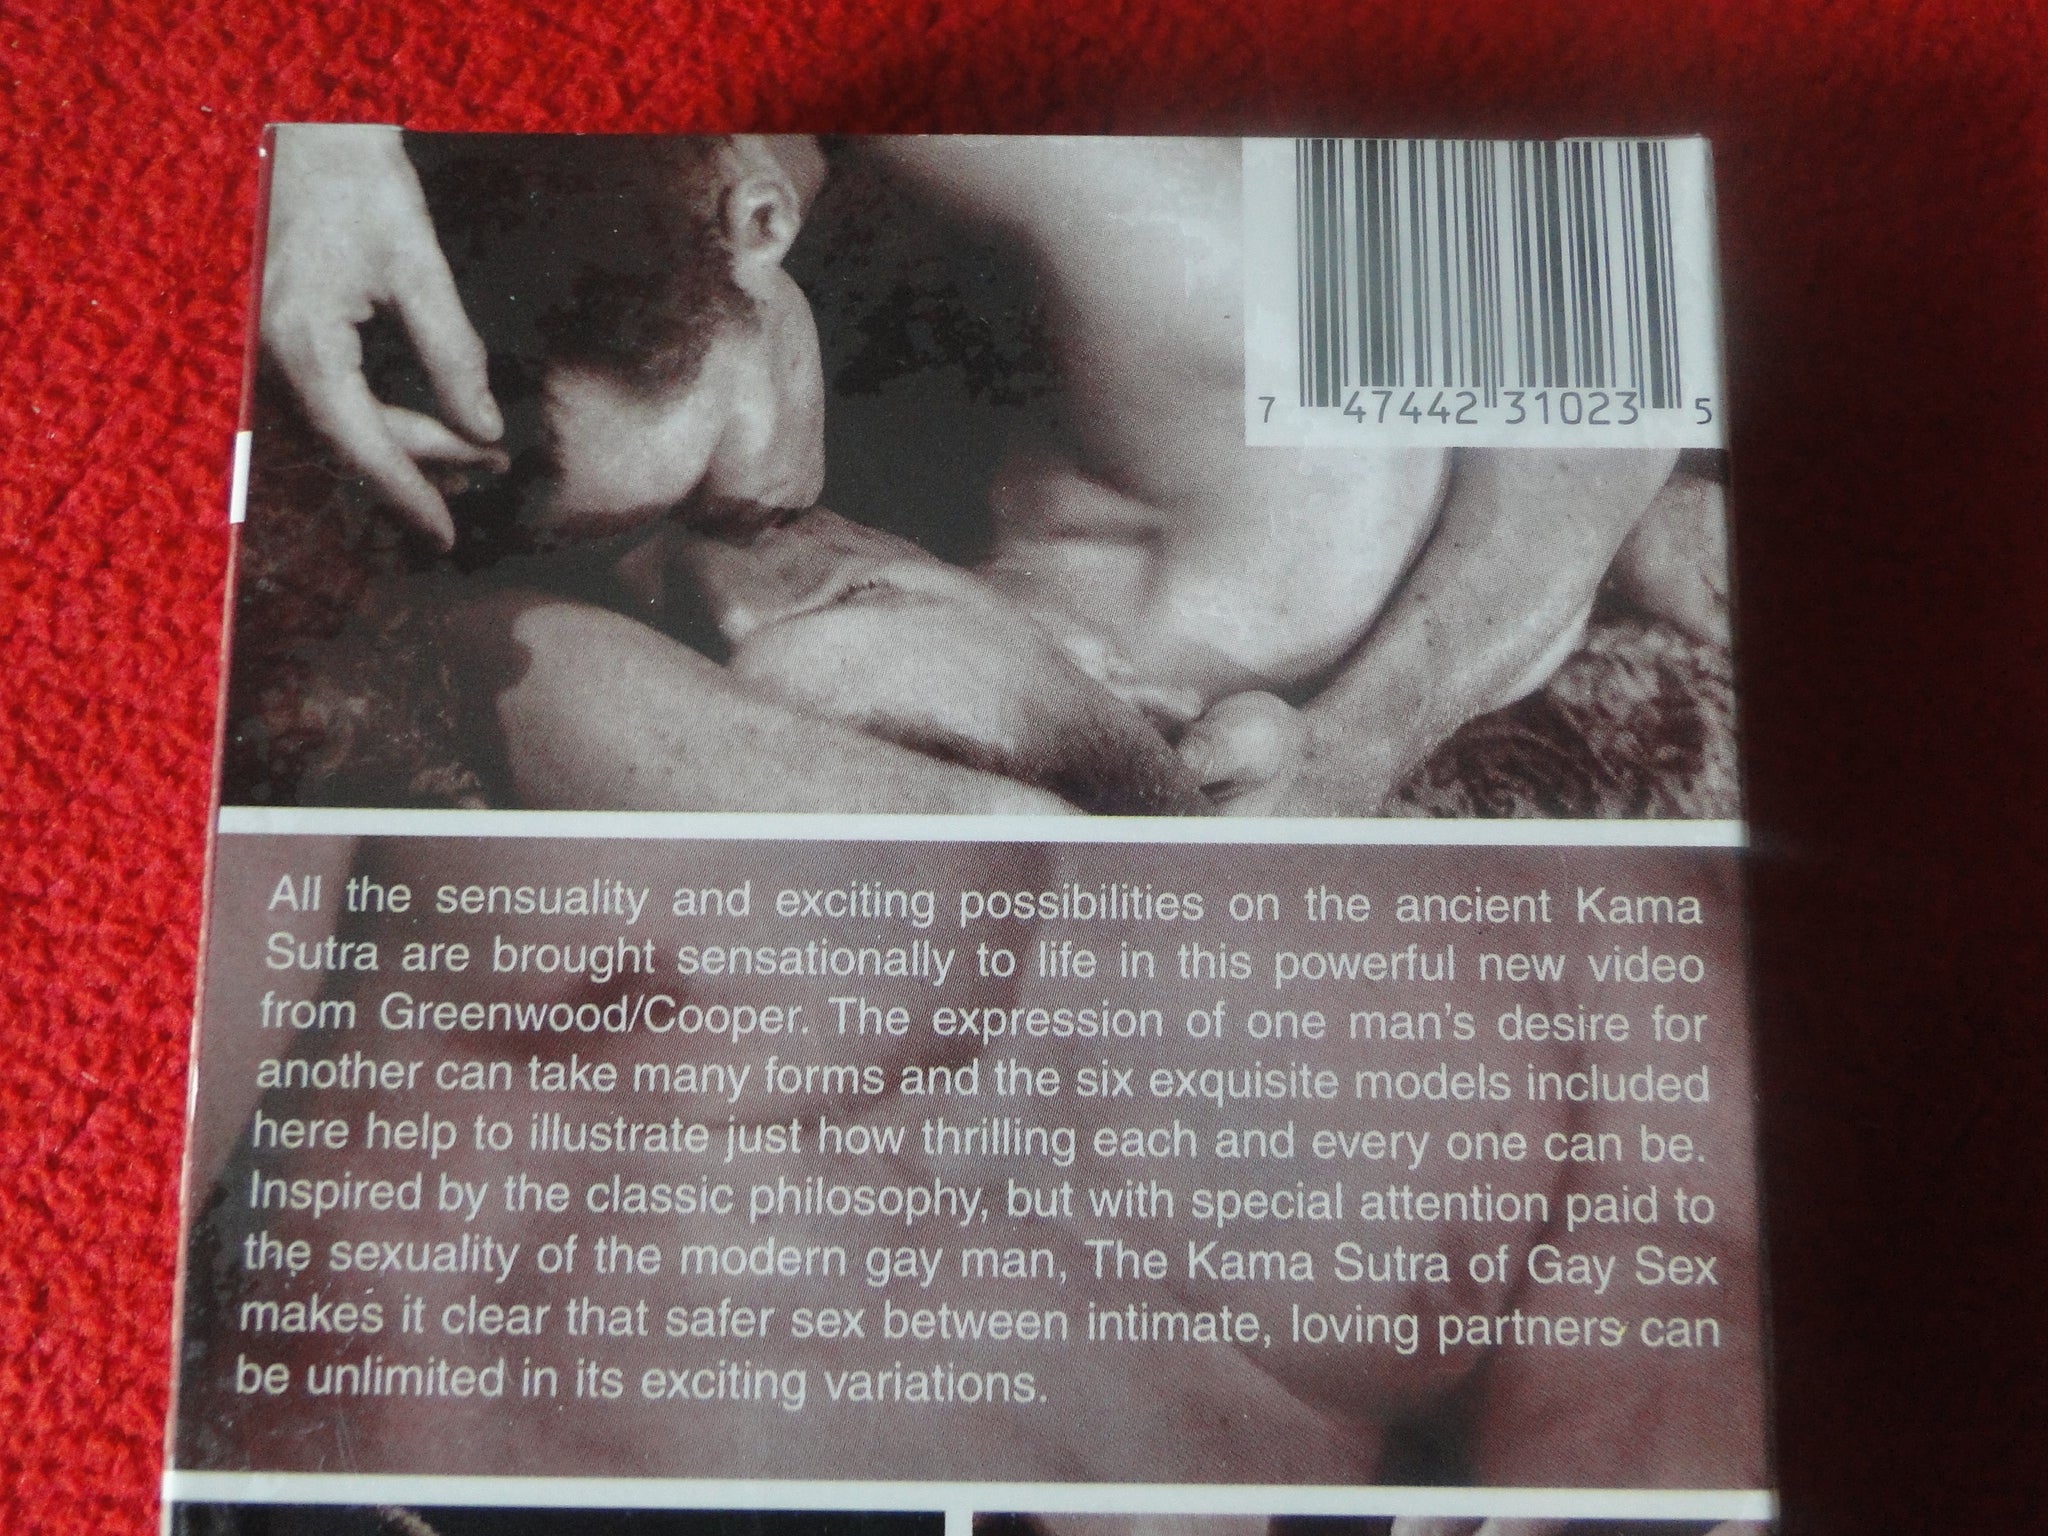 7 47442 31023 5
All the sensuality and exciting possibilities on the ancient Kama
Sutra are brought sensationally to life in this powerful new video
from Greenwood/Cooper. The expression of one man's desire for
another can take many forms and the six exquisite models included
here help to illustrate just how thrilling each and every one can be.
Inspired by the classic philosophy, but with special attention paid to
the sexuality of the modern gay man, The Kama Sutra of Gay Sex
makes it clear that safer sex between intimate, loving partners can
be unlimited in its exciting variations.